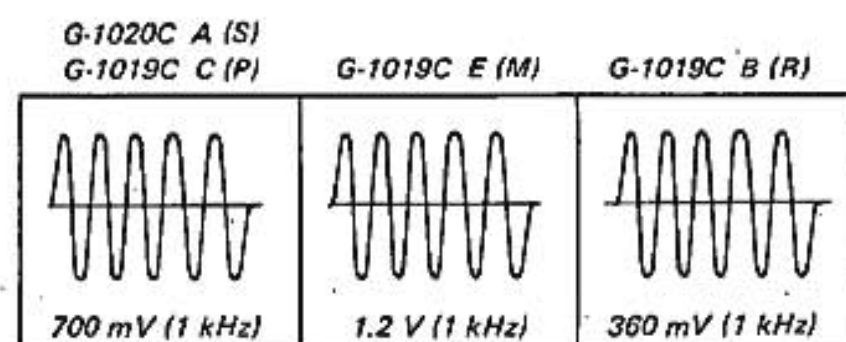 G-1020C A (S)
G-1019C C (P)
G-1019C E (M)
G-1019C B (R)
700 mV (1 kHz)
1.2 V (1 kHz)
360 mV (1 kHz)